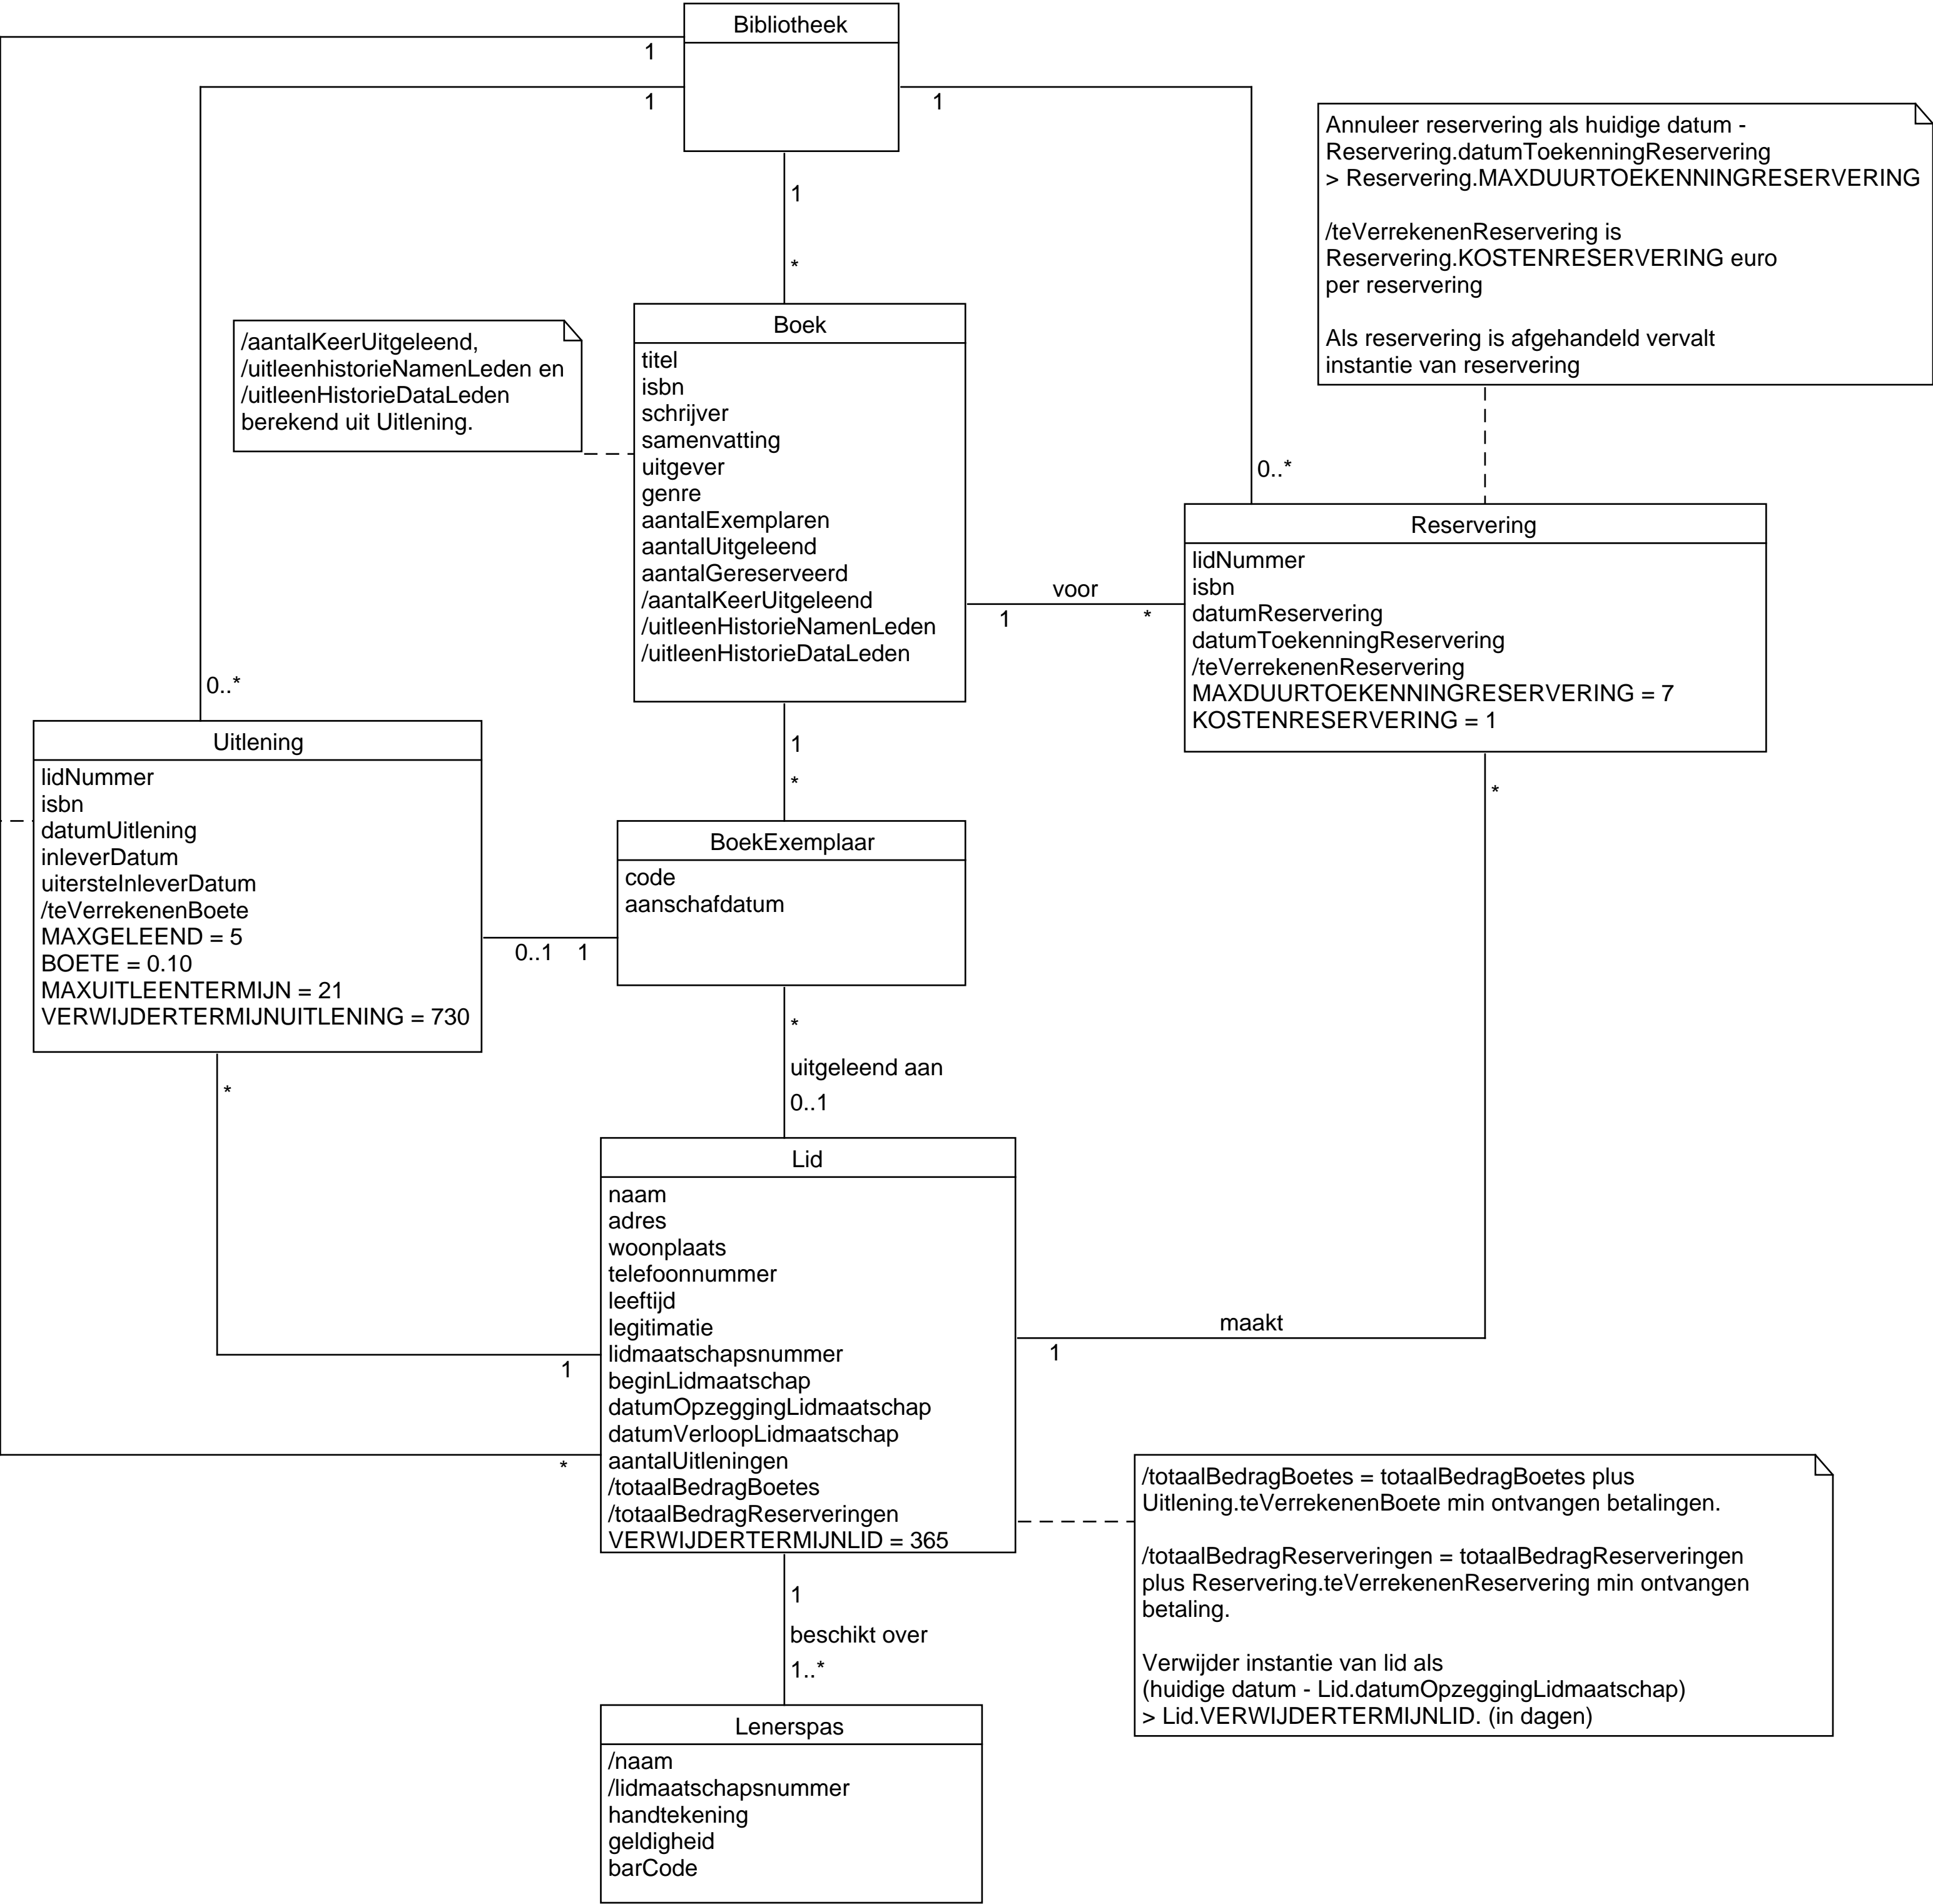 Bibliotheek
1
1
1
1
*
Annuleer reservering als huidige datum -
Reservering.datumToekenningReservering
> Reservering.MAXDUURTOEKENNINGRESERVERING
/teVerrekenenReservering is
Reservering.KOSTENRESERVERING euro
per reservering
Als reservering is afgehandeld vervalt
instantie van reservering
/aantalKeerUitgeleend,
/uitleenhistorieNamenLeden en
/uitleenHistorieDataLeden
berekend uit Uitlening.
Boek
titel
isbn
schrijver
samenvatting
uitgever
genre
aantalExemplaren
aantalUitgeleend
aantalGereserveerd
/aantalKeerUitgeleend
/uitleenHistorieNamenLeden
/uitleenHistorieDataLeden
0..*
voor
1
*
Reservering
lidNummer
isbn
datumReservering
datumToekenningReservering
/teVerrekenenReservering
MAXDUURTOEKENNINGRESERVERING = 7
KOSTENRESERVERING = 1
0..*
1
*
*
Uitlening
lidNummer
isbn
datumUitlening
inleverDatum
uitersteInleverDatum
/teVerrekenenBoete
MAXGELEEND = 5
BOETE = 0.10
MAXUITLEENTERMIJN = 21
VERWIJDERTERMIJNUITLENING = 730
0..1
1
BoekExemplaar
code
aanschafdatum
*
uitgeleend aan
0..1
*
Lid
naam
adres
woonplaats
telefoonnummer
leeftijd
legitimatie
lidmaatschapsnummer
beginLidmaatschap
datumOpzeggingLidmaatschap
datumVerloopLidmaatschap
aantalUitleningen
/totaalBedragBoetes
/totaalBedragReserveringen
VERWIJDERTERMIJNLID = 365
maakt
1
1
*
/totaalBedragBoetes = totaalBedragBoetes plus
Uitlening.teVerrekenenBoete min ontvangen betalingen.
/totaalBedragReserveringen = totaalBedragReserveringen
plus Reservering.teVerrekenenReservering min ontvangen
betaling.
Verwijder instantie van lid als
(huidige datum - Lid.datumOpzeggingLidmaatschap)
> Lid.VERWIJDERTERMIJNLID. (in dagen)
1
beschikt over
1..*
Lenerspas
/naam
/lidmaatschapsnummer
handtekening
geldigheid
barCode